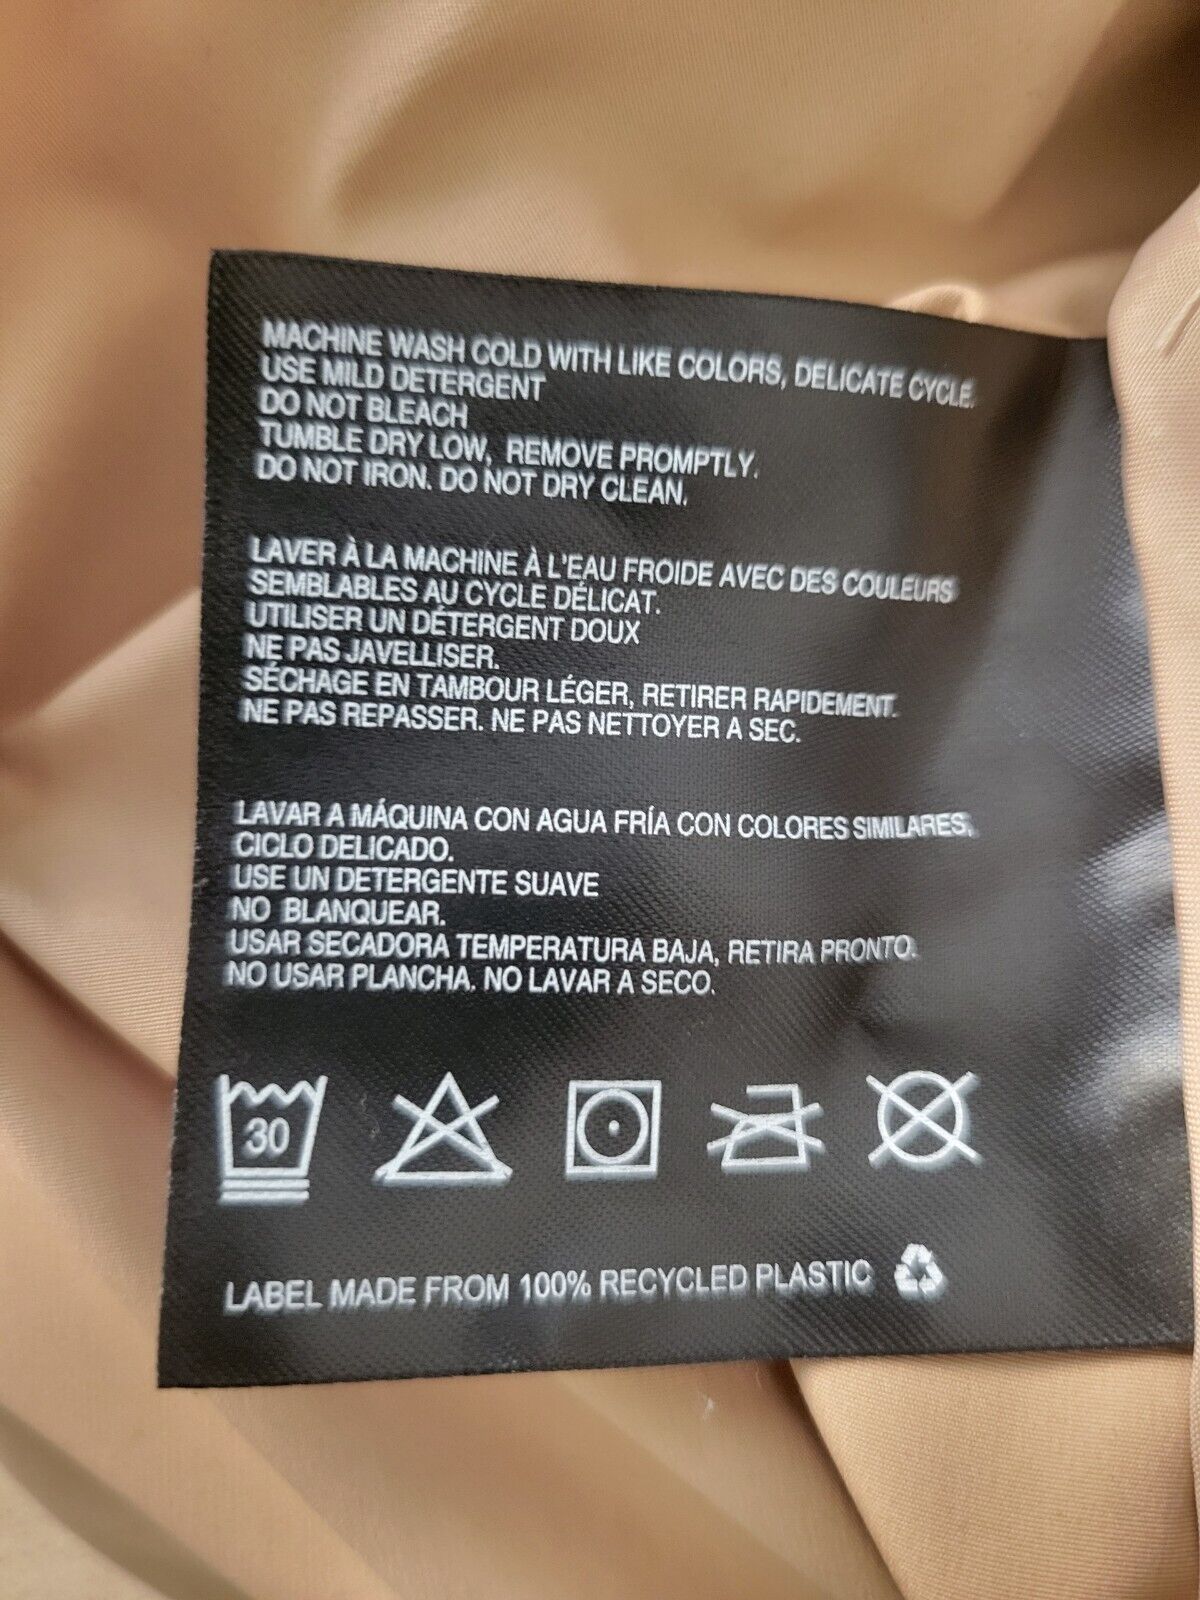 MACHINE WASH COLD WITH LIKE COLORS, DELICATE CYCLE.
USE MILD DETERGENT
DO NOT BLEACH
TUMBLE DRY LOW, REMOVE PROMPTLY.
DO NOT IRON. DO NOT DRY CLEAN.
LAVER À LA MACHINE À L'EAU FROIDE AVEC DES COULEURS
SEMBLABLES AU CYCLE DÉLICAT.
UTILISER UN DÉTERGENT DOUX
NE PAS JAVELLISER.
SÉCHAGE EN TAMBOUR LÉGER, RETIRER RAPIDEMENT.
NE PAS REPASSER. NE PAS NETTOYER A SEC.
LAVAR A MÁQUINA CON AGUA FRÍA CON COLORES SIMILARES,
CICLO DELICADO.
USE UN DETERGENTE SUAVE
NO BLANQUEAR.
USAR SECADORA TEMPERATURA BAJA, RETIRA PRONTO.
NO USAR PLANCHA. NO LAVAR A SECO.
30
LABEL MADE FROM 100% RECYCLED PLASTIC